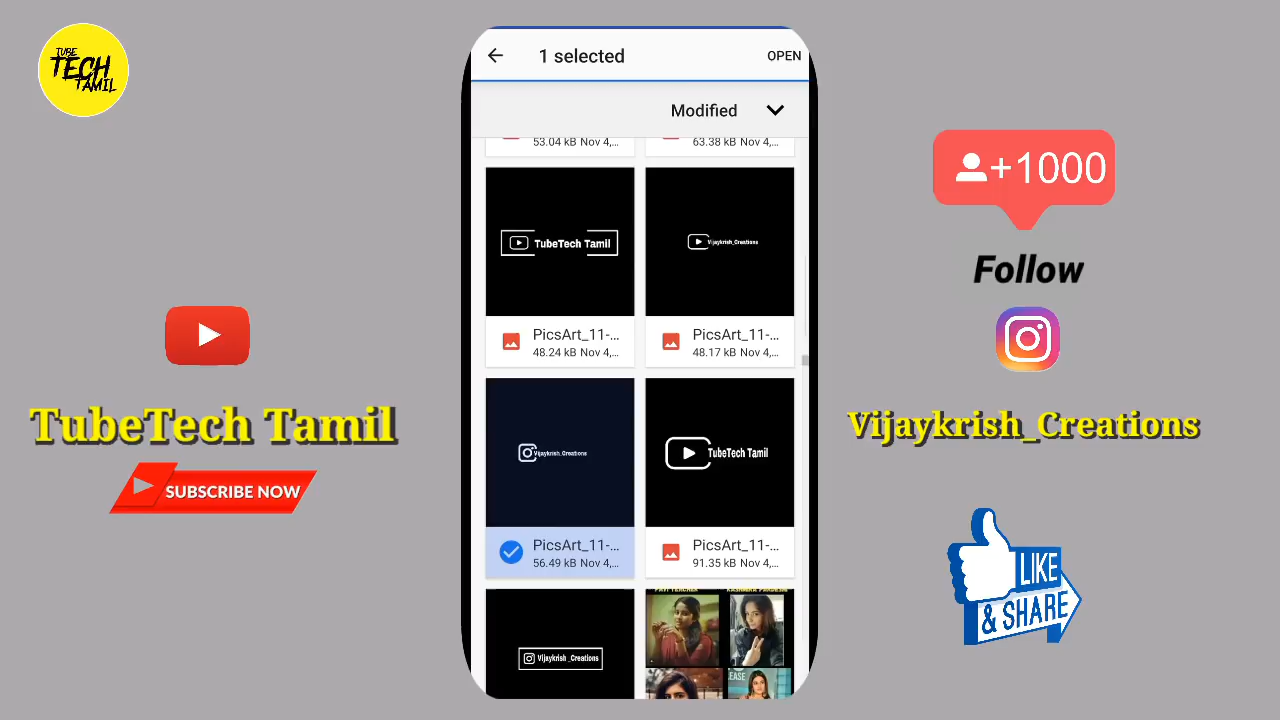 TUBE
TECH
TAMIL
1 selected
OPEN
Modified
53.04 kB Nov 4,...
63.38 kB Nov 4,...
TubeTech Tamil
Vijaykrish_Creations
PicsArt_11-...
48.24 kB Nov 4,...
PicsArt_11-...
48.17 kB Nov 4,...
Vijaykrish_Creations
TubeTech Tamil
PicsArt_11-...
56.49 kB Nov 4,...
PicsArt_11-...
91.35 kB Nov 4,...
Vijaykrish_Creations
TubeTech Tamil
SUBSCRIBE NOW
+1000
Follow
Vijaykrish_Creations
LIKE
& SHARE